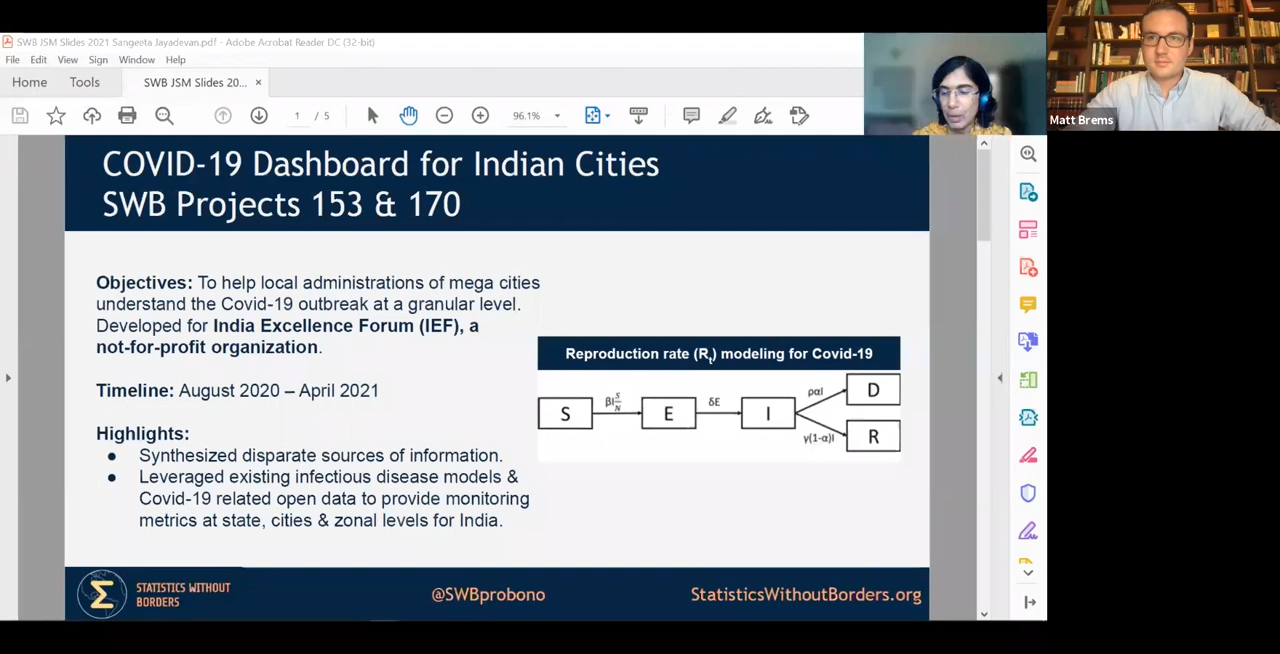 SWB JSM Slides 2021 Sangeeta Jayadevan.pdf - Adobe Acrobat Reader DC (32-bit)
File Edit View Sign Window Help
Home Tools SWB JSM Slides 20... ×
1 / 5 96.1%
Matt Brems
COVID-19 Dashboard for Indian Cities
SWB Projects 153 & 170
Objectives: To help local administrations of mega cities
understand the Covid-19 outbreak at a granular level.
Developed for India Excellence Forum (IEF), a
not-for-profit organization.
Timeline: August 2020 – April 2021
Highlights:
● Synthesized disparate sources of information.
● Leveraged existing infectious disease models &
Covid-19 related open data to provide monitoring
metrics at state, cities & zonal levels for India.
Reproduction rate (Rt) modeling for Covid-19
S βI S/N E δE I ραI D
γ(1-α)I R
STATISTICS WITHOUT
BORDERS
@SWBprobono
StatisticsWithoutBorders.org